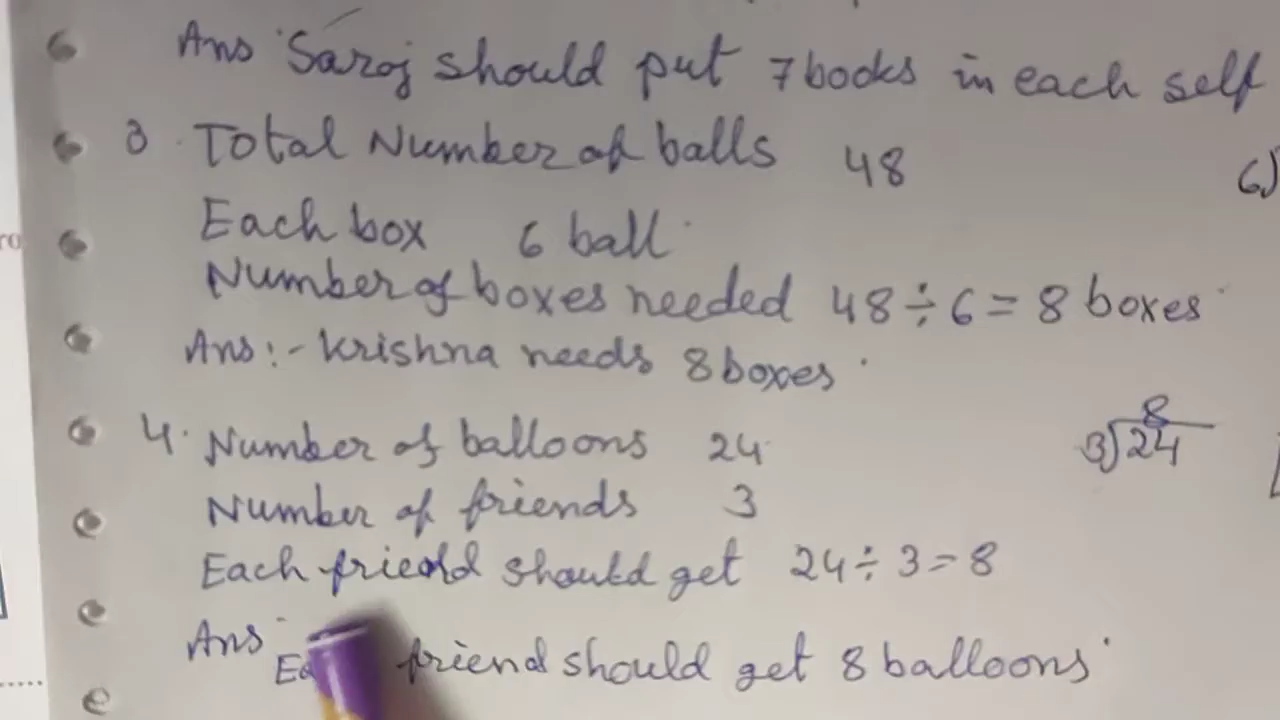 Ans Saroj should put 7 books in each self
3 Total Number of balls 48
6)
Each box 6 ball
Number of boxes needed 48 ÷ 6 = 8 boxes
Ans :- Krishna needs 8 boxes
4. Number of balloons 24
8
3)24
Number of friends 3
Each friend should get 24 ÷ 3 = 8
Ans friend should get 8 balloons